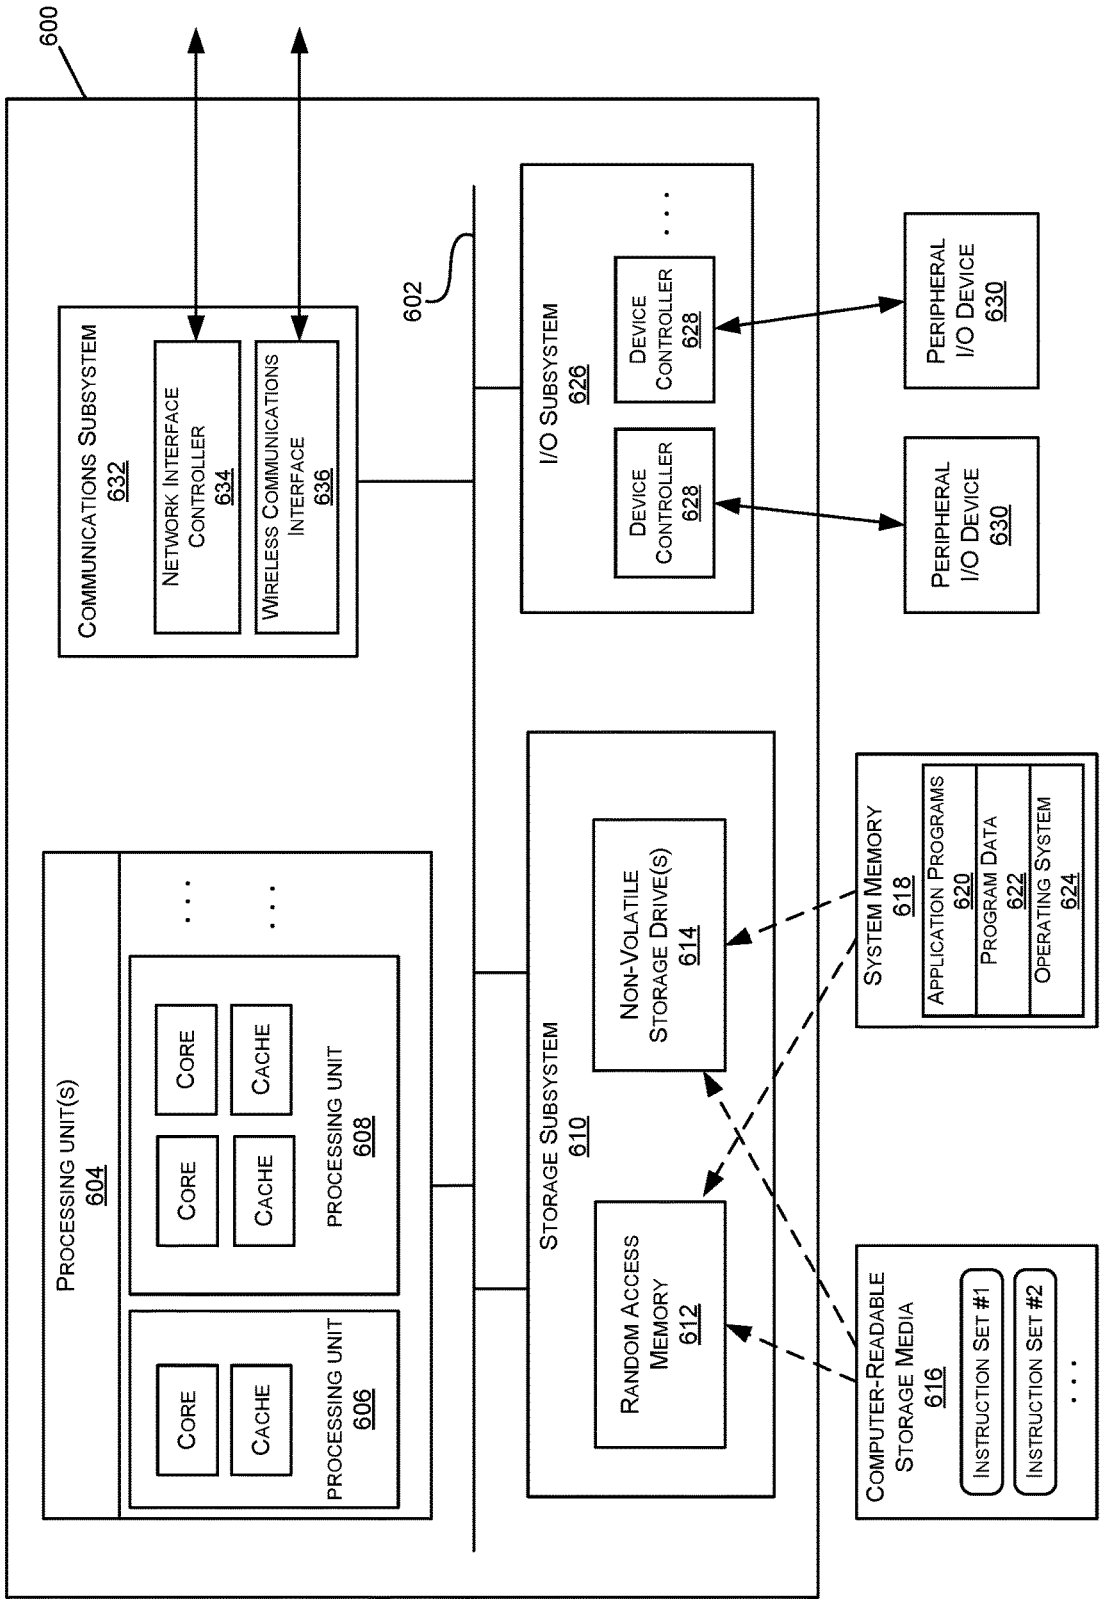 600
PROCESSING UNIT(S)
604
CORE
CACHE
PROCESSING UNIT
606
CORE
CORE
CACHE
CACHE
PROCESSING UNIT
608
. . .
. . .
COMMUNICATIONS SUBSYSTEM
632
NETWORK INTERFACE
CONTROLLER
634
WIRELESS COMMUNICATIONS
INTERFACE
636
602
STORAGE SUBSYSTEM
610
RANDOM ACCESS
MEMORY
612
NON-VOLATILE
STORAGE DRIVE(S)
614
I/O SUBSYSTEM
626
DEVICE
CONTROLLER
628
DEVICE
CONTROLLER
628
. . .
COMPUTER-READABLE
STORAGE MEDIA
616
INSTRUCTION SET #1
INSTRUCTION SET #2
. . .
SYSTEM MEMORY
618
APPLICATION PROGRAMS
620
PROGRAM DATA
622
OPERATING SYSTEM
624
PERIPHERAL
I/O DEVICE
630
PERIPHERAL
I/O DEVICE
630